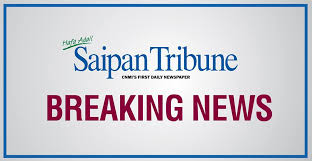 Hafa Adai!
Saipan Tribune
CNMI'S FIRST DAILY NEWSPAPER
BREAKING NEWS